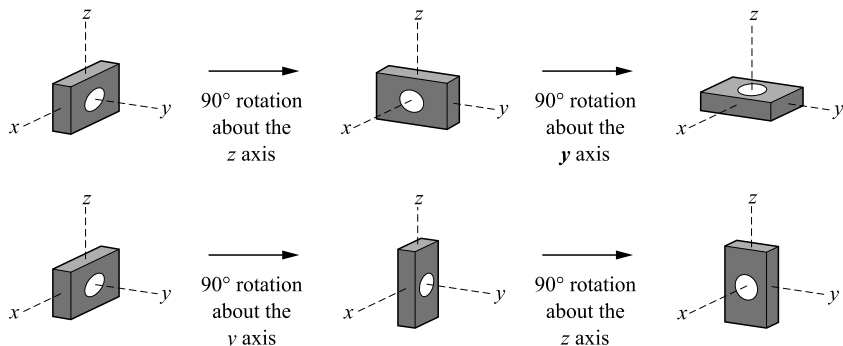 z
x
y
90° rotation
about the
z axis
z
x
y
90° rotation
about the
y axis
z
x
y
z
x
y
90° rotation
about the
y axis
z
x
y
90° rotation
about the
z axis
z
x
y